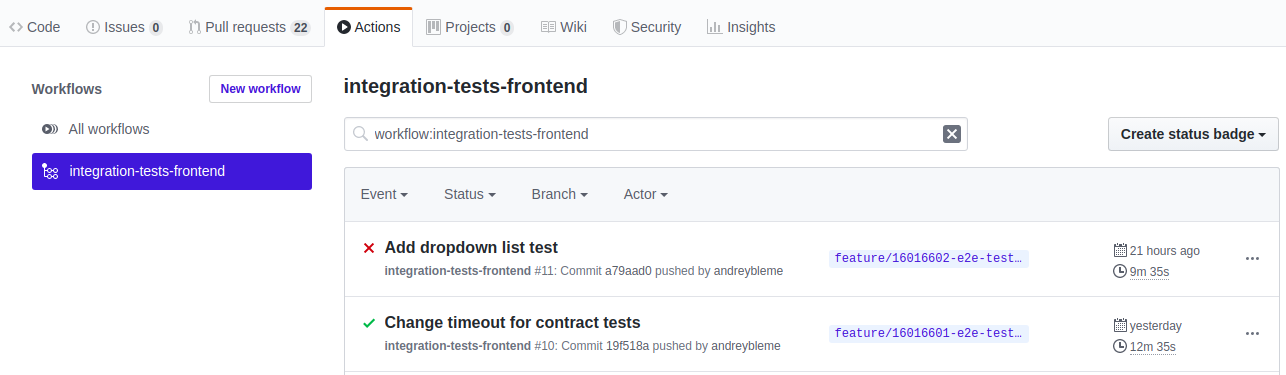 Code Issues 0 Pull requests 22 Actions Projects 0 Wiki Security Insights
Workflows
New workflow
All workflows
integration-tests-frontend
integration-tests-frontend
workflow:integration-tests-frontend
Create status badge
Event Status Branch Actor
Add dropdown list test
integration-tests-frontend #11: Commit a79aad0 pushed by andreybleme
feature/16016602-e2e-test…
21 hours ago
9m 35s
Change timeout for contract tests
integration-tests-frontend #10: Commit 19f518a pushed by andreybleme
feature/16016601-e2e-test…
yesterday
12m 35s